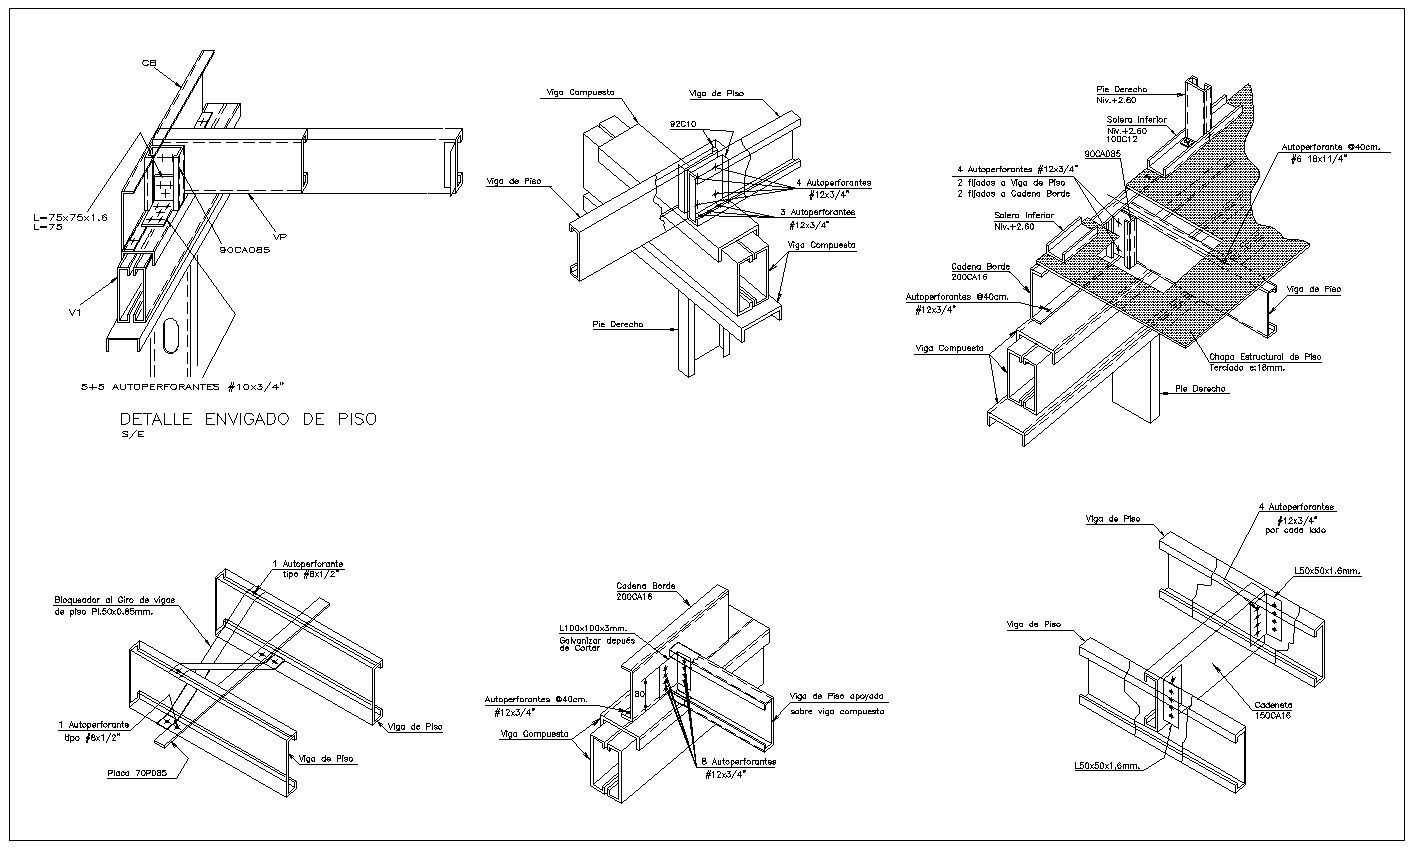 CB
L=75x75x1.6
L=75
90CA085
VP
V1
5+5 AUTOPERFORANTES #10x3/4"
DETALLE ENVIGADO DE PISO
S/E
Viga Compuesta
Viga de Piso
92C10
Viga de Piso
4 Autoperforantes
#12x3/4"
3 Autoperforantes
#12x3/4"
Viga Compuesta
Pie Derecho
Pie Derecho
Niv.+2.60
Solera Inferior
Niv.+2.60
100C12
90CA085
Autoperforante @40cm.
#6 18x11/4"
4 Autoperforantes #12x3/4"
2 fijados a Viga de Piso
2 fijados a Cadena Borde
Solera Inferior
Niv.+2.60
Cadena Borde
200CA16
Autoperforantes @40cm.
#12x3/4"
Viga de Piso
Viga Compuesta
Chapa Estructural de Piso
Terciado e:18mm.
Pie Derecho
1 Autoperforante
tipo #8x1/2"
Bloqueador al Giro de vigas
de piso Pl.50x0.85mm.
1 Autoperforante
tipo #8x1/2"
Viga de Piso
Viga de Piso
Placa 70P085
Cadena Borde
200CA16
L100x100x3mm.
Galvanizar depués
de Cortar
80
Autoperforantes @40cm.
#12x3/4"
Viga Compuesta
Viga de Piso apoyada
sobre viga compuesta
8 Autoperforantes
#12x3/4"
4 Autoperforantes
#12x3/4"
por cada lado
Viga de Piso
L50x50x1.6mm.
Viga de Piso
Cadeneta
150CA16
L50x50x1,6mm.